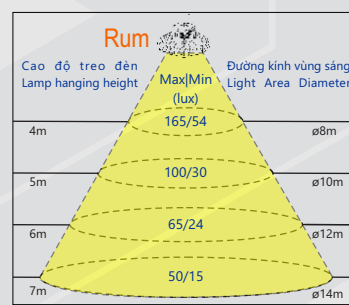 Rum
Cao độ treo đèn
Lamp hanging height
Max|Min
(lux)
Đường kính vùng sáng
Light Area Diameter
165/54
4m
ø8m
100/30
5m
ø10m
65/24
6m
ø12m
50/15
7m
ø14m